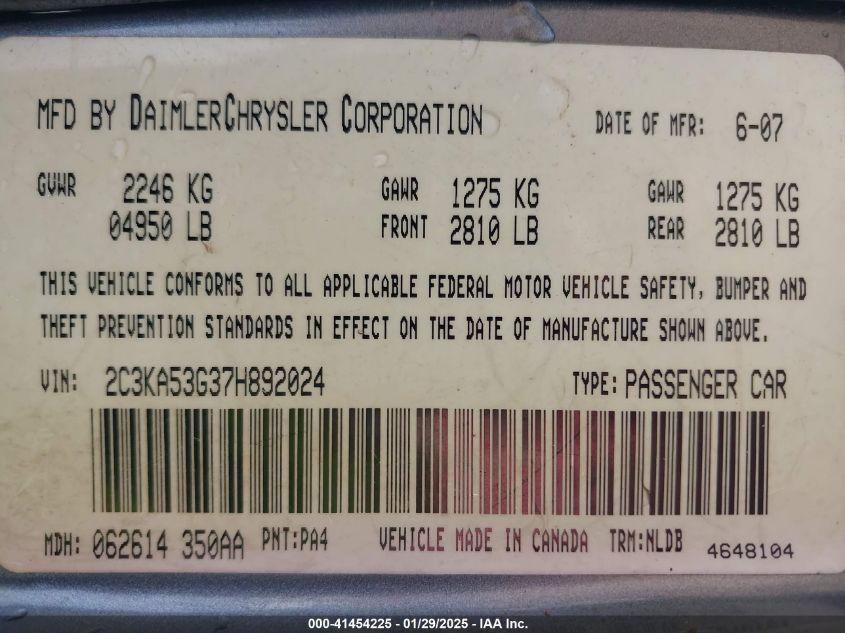 MFD BY DAIMLERCHRYSLER CORPORATION DATE OF MFR: 6-07
GVWR 2246 KG GAWR 1275 KG GAWR 1275 KG
04950 LB FRONT 2810 LB REAR 2810 LB
THIS VEHICLE CONFORMS TO ALL APPLICABLE FEDERAL MOTOR VEHICLE SAFETY, BUMPER AND
THEFT PREVENTION STANDARDS IN EFFECT ON THE DATE OF MANUFACTURE SHOWN ABOVE.
VIN: 2C3KA53G37H892024 TYPE: PASSENGER CAR
MDH: 062614 350AA PNT:PA4 VEHICLE MADE IN CANADA TRM:NLDB 4648104
000-41454225 - 01/29/2025 - IAA Inc.